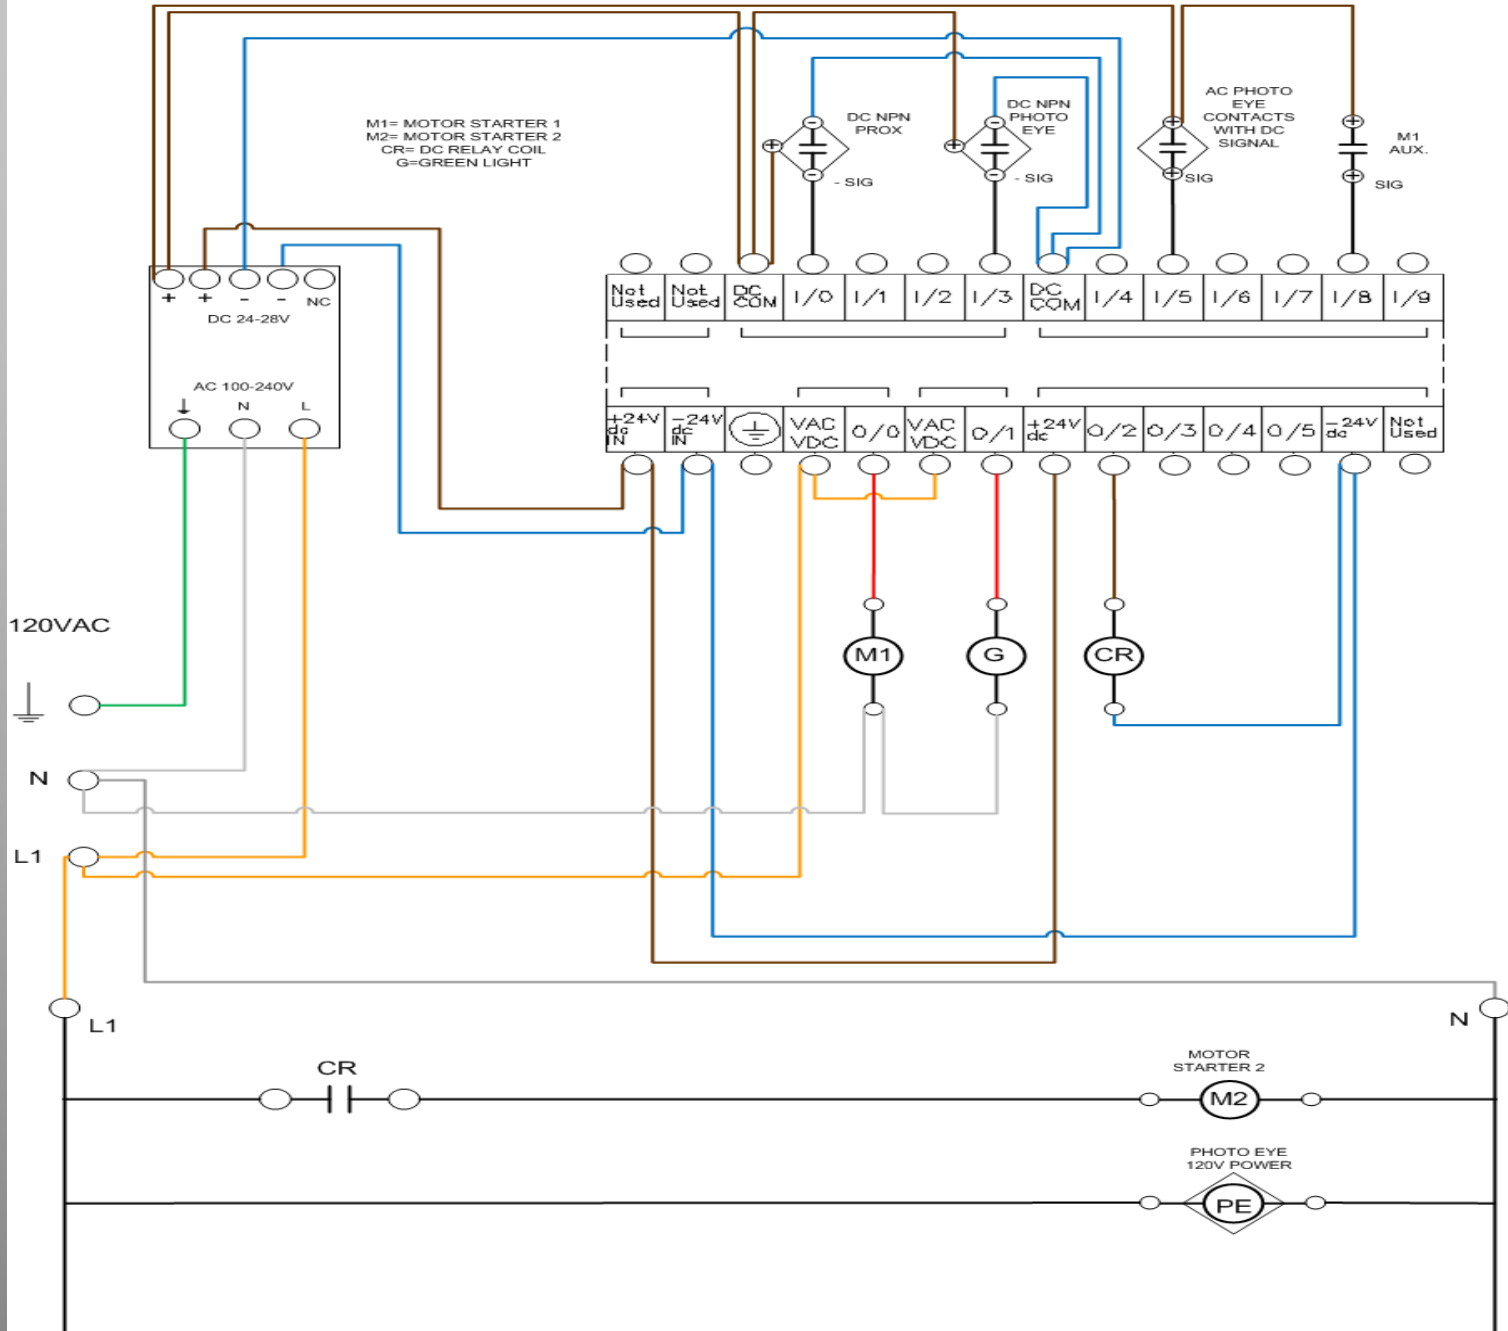 M1= MOTOR STARTER 1
M2= MOTOR STARTER 2
CR= DC RELAY COIL
G=GREEN LIGHT
DC NPN
PROX
- SIG
DC NPN
PHOTO
EYE
- SIG
AC PHOTO
EYE
CONTACTS
WITH DC
SIGNAL
SIG
M1
AUX.
SIG
+ + - - NC
DC 24-28V
AC 100-240V
N L
Not
Used
Not
Used
DC
COM
I/0
I/1
I/2
I/3
DC
COM
I/4
I/5
I/6
I/7
I/8
I/9
+24V
dc
IN
-24V
dc
IN
VAC
VDC
O/0
VAC
VDC
O/1
+24V
dc
O/2
O/3
O/4
O/5
-24V
dc
Not
Used
120VAC
M1
G
CR
N
L1
L1
N
CR
MOTOR
STARTER 2
M2
PHOTO EYE
120V POWER
PE